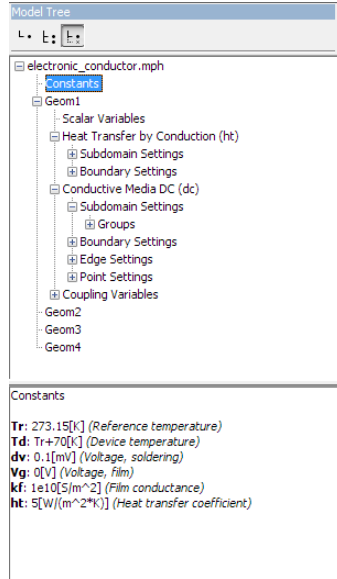 Model Tree
electronic_conductor.mph
Constants
Geom1
Scalar Variables
Heat Transfer by Conduction (ht)
Subdomain Settings
Boundary Settings
Conductive Media DC (dc)
Subdomain Settings
Groups
Boundary Settings
Edge Settings
Point Settings
Coupling Variables
Geom2
Geom3
Geom4
Constants
Tr: 273.15[K] (Reference temperature)
Td: Tr+70[K] (Device temperature)
dv: 0.1[mV] (Voltage, soldering)
Vg: 0[V] (Voltage, film)
kf: 1e10[S/m^2] (Film conductance)
ht: 5[W/(m^2*K)] (Heat transfer coefficient)